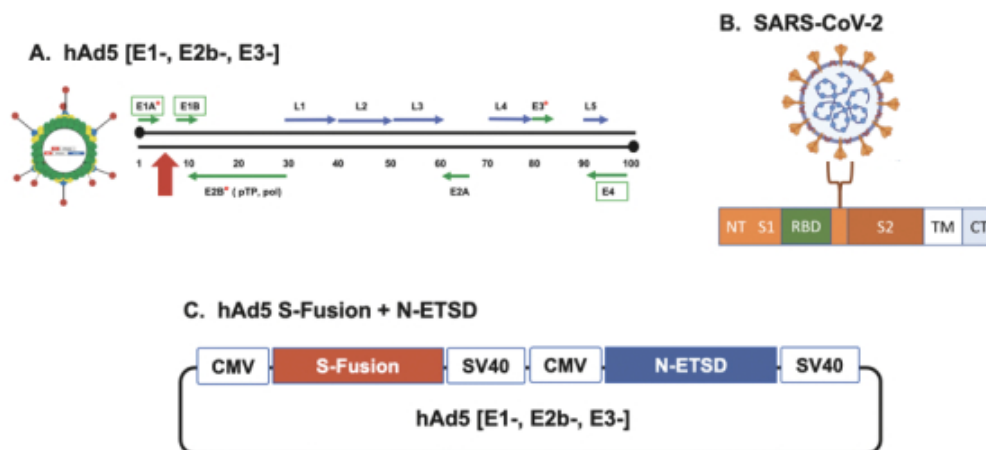 A. hAd5 [E1-, E2b-, E3-]
E1A* E1B L1 L2 L3 L4 E3* L5
1 10 20 30 40 50 60 70 80 90 100
E2B* ( pTP, pol) E2A E4
B. SARS-CoV-2
NT S1 RBD S2 TM CT
C. hAd5 S-Fusion + N-ETSD
CMV S-Fusion SV40 CMV N-ETSD SV40
hAd5 [E1-, E2b-, E3-]